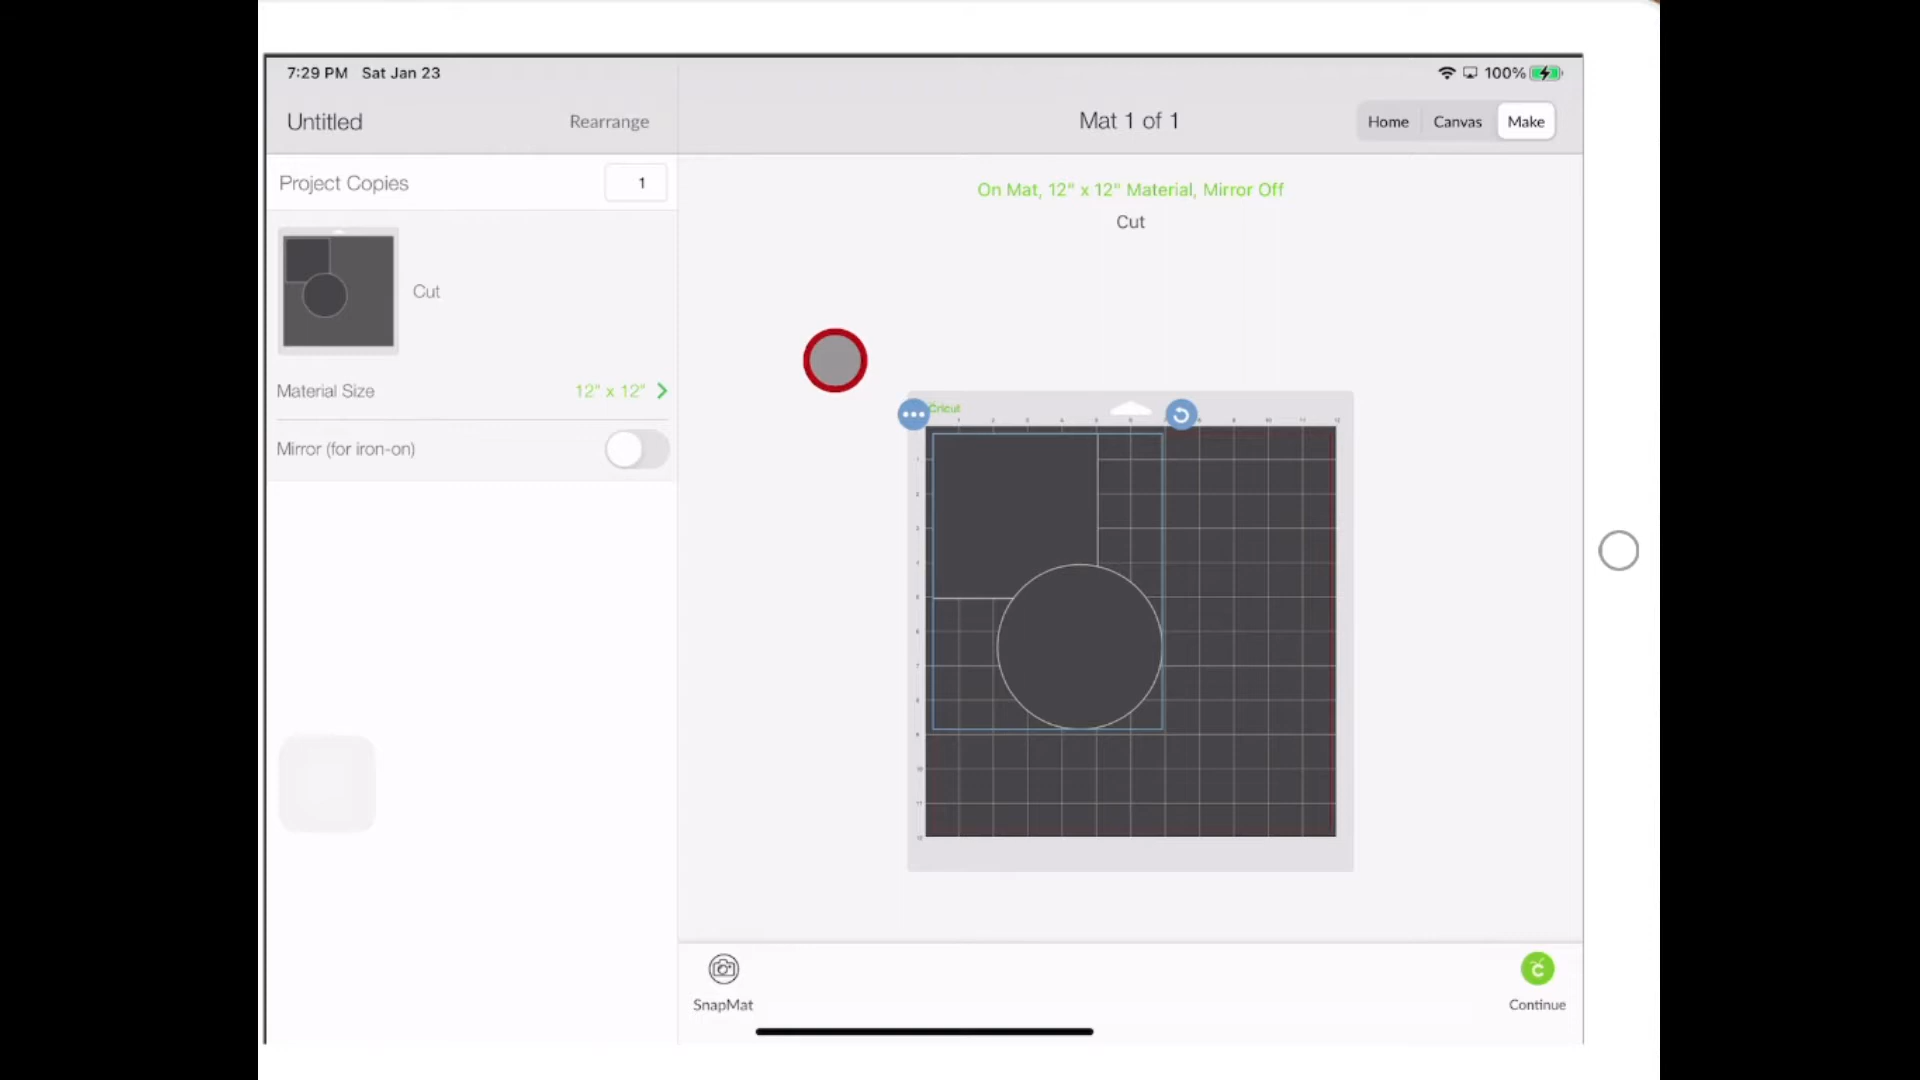 7:29 PM Sat Jan 23
100%
Untitled
Rearrange
Mat 1 of 1
Home
Canvas
Make
Project Copies
1
On Mat, 12" x 12" Material, Mirror Off
Cut
Cut
Material Size
12" x 12"
Mirror (for iron-on)
Cricut
SnapMat
Continue